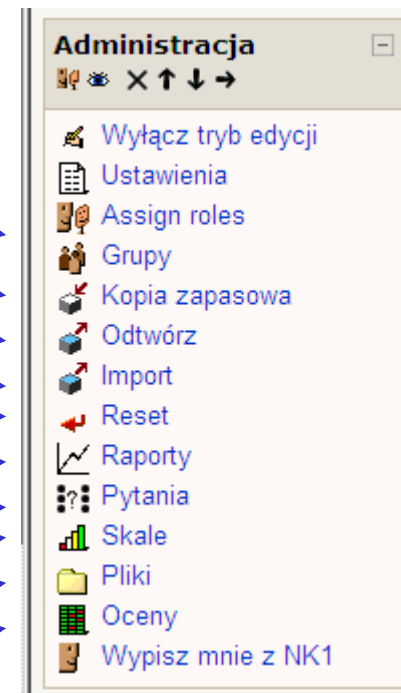 Administracja
Wyłącz tryb edycji
Ustawienia
Assign roles
Grupy
Kopia zapasowa
Odtwórz
Import
Reset
Raporty
Pytania
Skale
Pliki
Oceny
Wypisz mnie z NK1